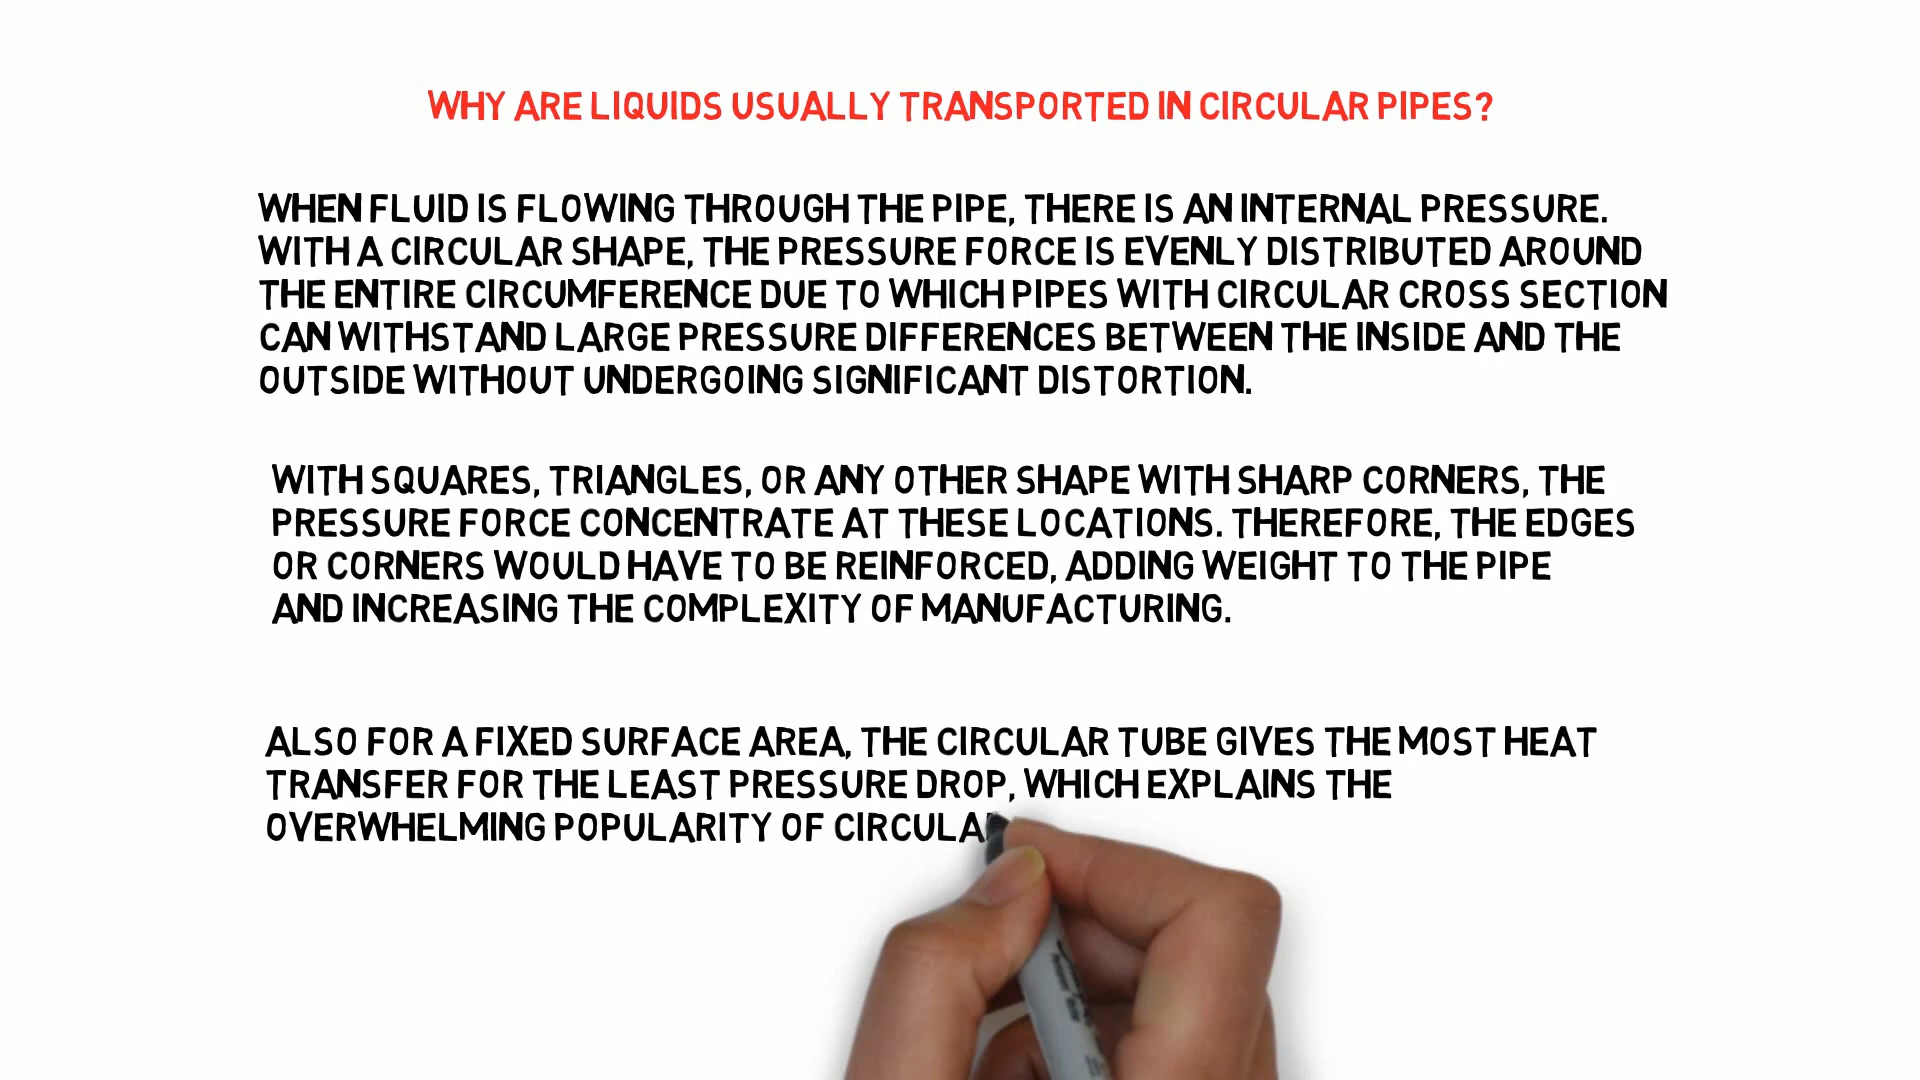 WHY ARE LIQUIDS USUALLY TRANSPORTED IN CIRCULAR PIPES?
WHEN FLUID IS FLOWING THROUGH THE PIPE, THERE IS AN INTERNAL PRESSURE.
WITH A CIRCULAR SHAPE, THE PRESSURE FORCE IS EVENLY DISTRIBUTED AROUND
THE ENTIRE CIRCUMFERENCE DUE TO WHICH PIPES WITH CIRCULAR CROSS SECTION
CAN WITHSTAND LARGE PRESSURE DIFFERENCES BETWEEN THE INSIDE AND THE
OUTSIDE WITHOUT UNDERGOING SIGNIFICANT DISTORTION.
WITH SQUARES, TRIANGLES, OR ANY OTHER SHAPE WITH SHARP CORNERS, THE
PRESSURE FORCE CONCENTRATE AT THESE LOCATIONS. THEREFORE, THE EDGES
OR CORNERS WOULD HAVE TO BE REINFORCED, ADDING WEIGHT TO THE PIPE
AND INCREASING THE COMPLEXITY OF MANUFACTURING.
ALSO FOR A FIXED SURFACE AREA, THE CIRCULAR TUBE GIVES THE MOST HEAT
TRANSFER FOR THE LEAST PRESSURE DROP, WHICH EXPLAINS THE
OVERWHELMING POPULARITY OF CIRCULA